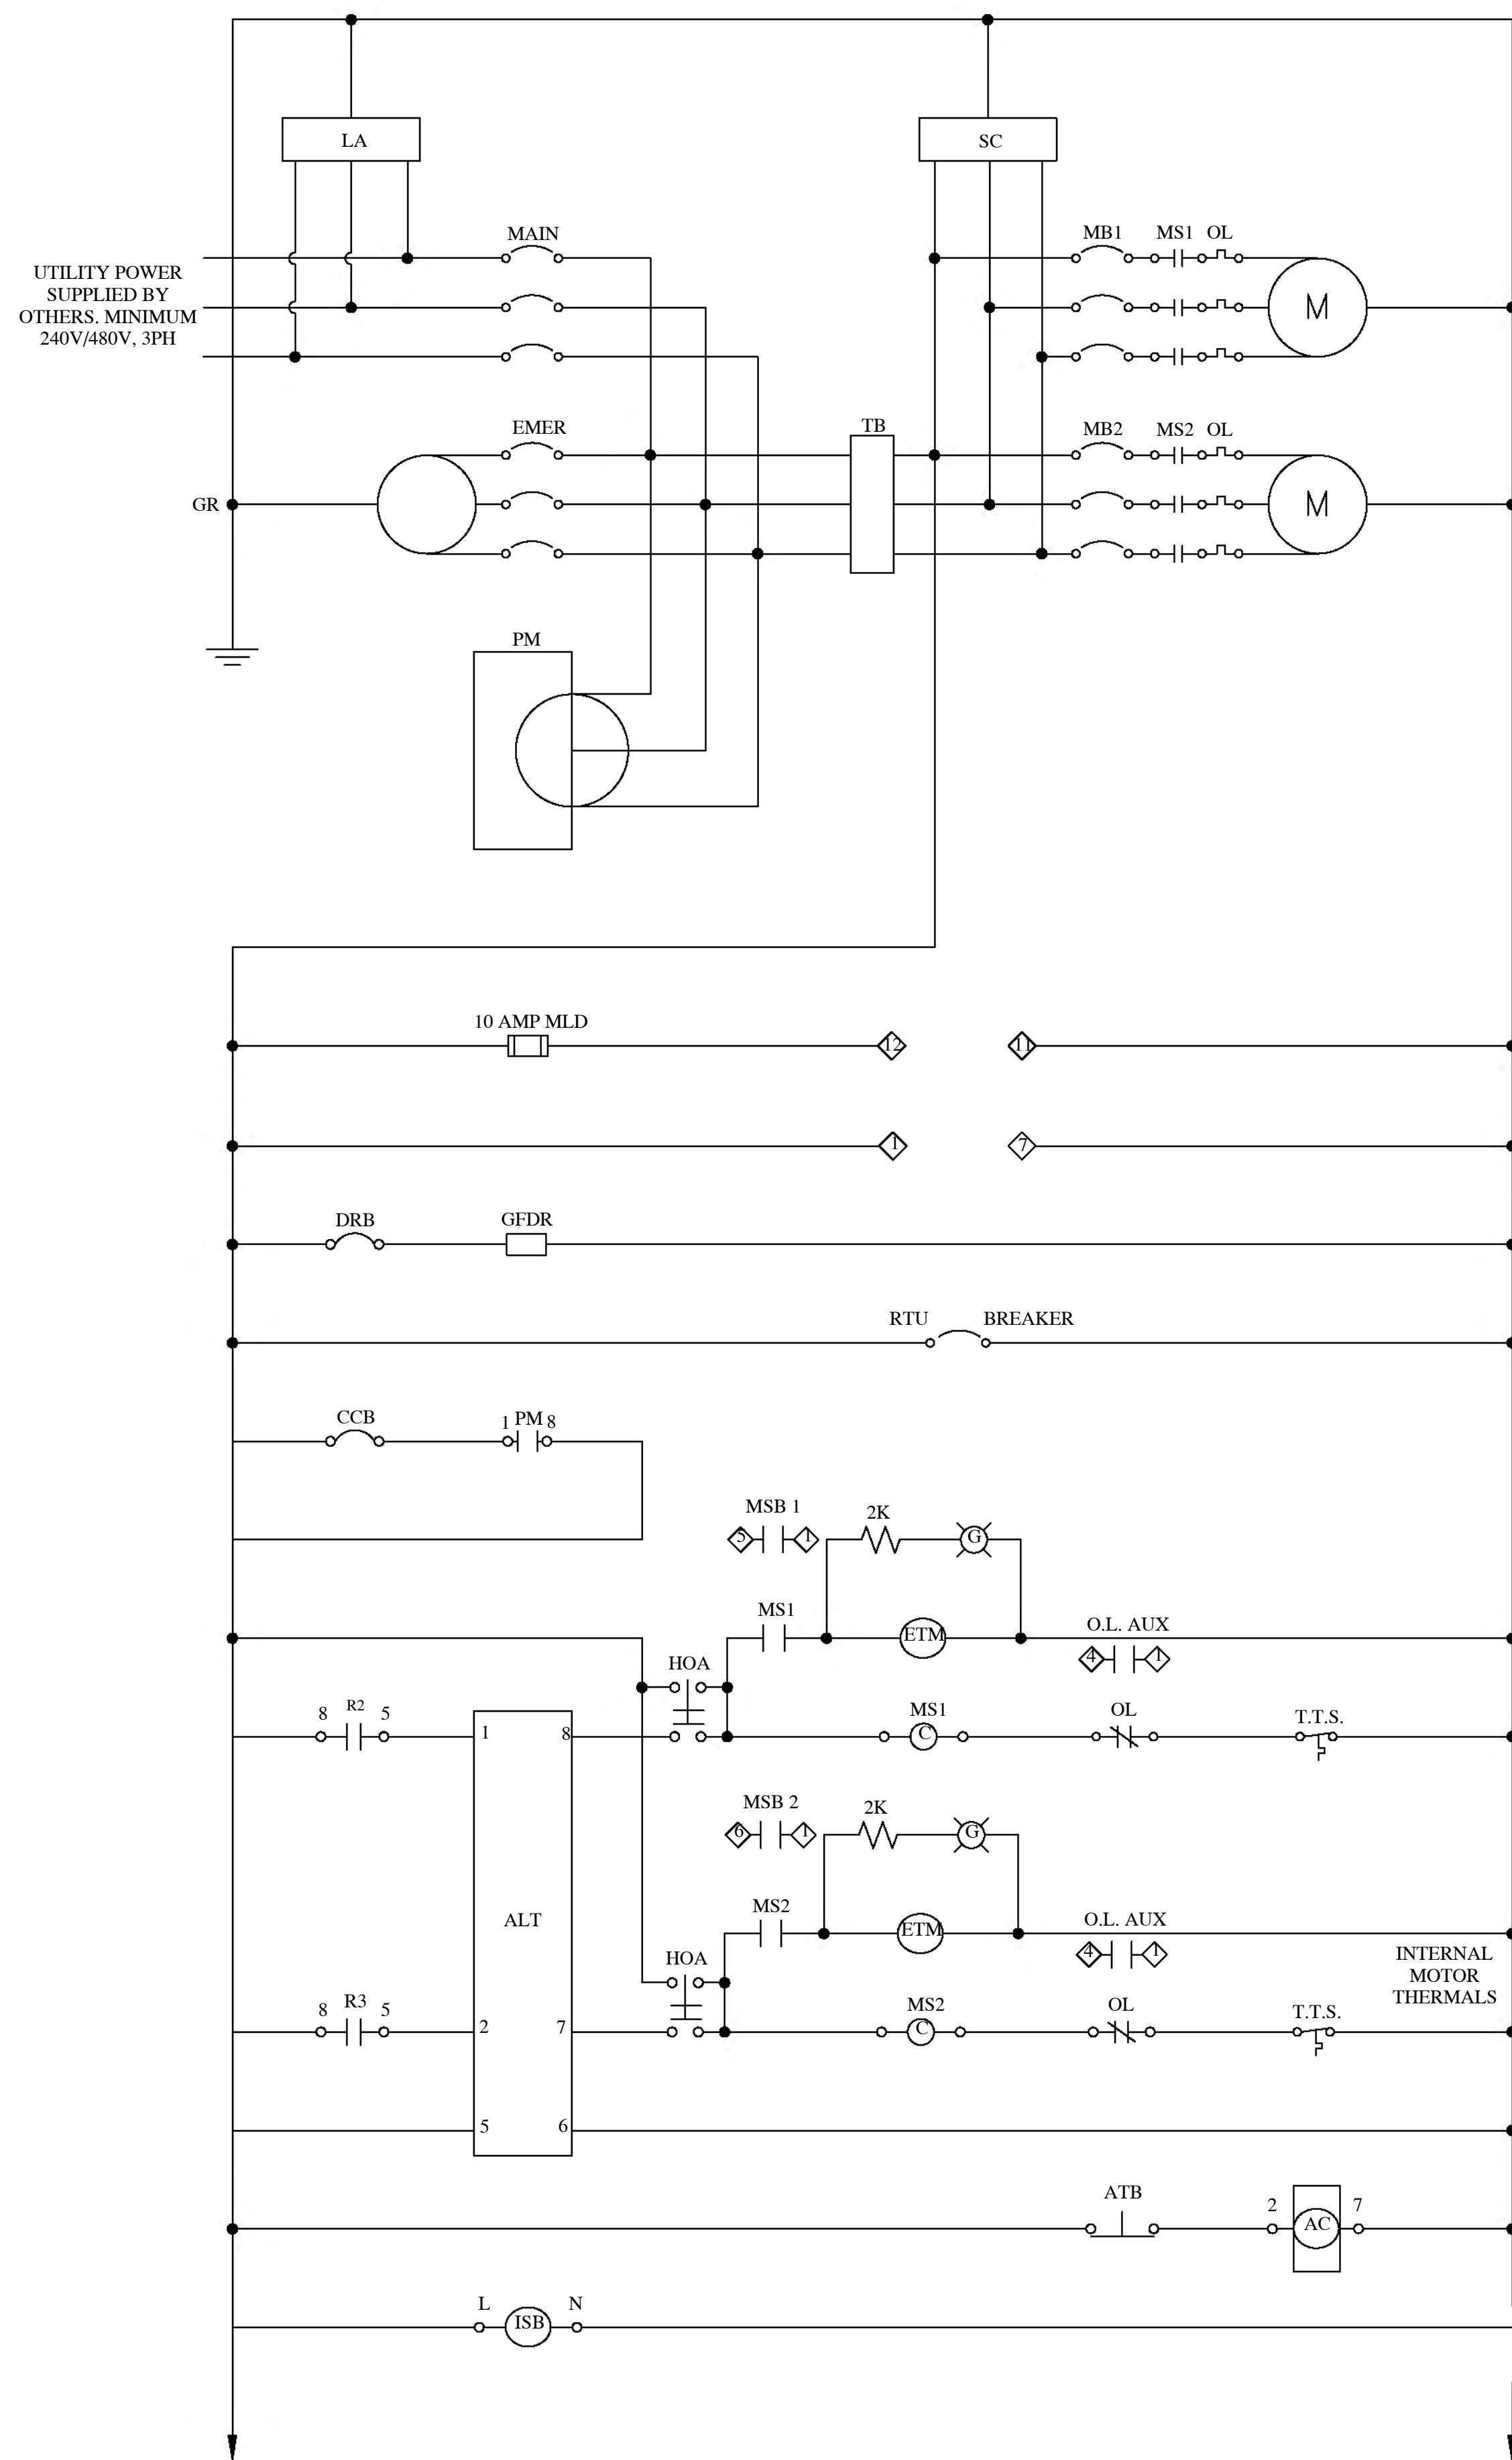 LA
SC
MAIN
MB1 MS1 OL
UTILITY POWER
SUPPLIED BY
OTHERS. MINIMUM
240V/480V, 3PH
M
EMER
TB
MB2 MS2 OL
GR
M
PM
10 AMP MLD
12
11
1
7
DRB
GFDR
RTU BREAKER
CCB
1 PM 8
MSB 1
5
1
2K
G
MS1
ETM
O.L. AUX
4
1
HOA
8 R2 5
1
8
MS1
C
OL
T.T.S.
MSB 2
6
1
2K
G
ALT
MS2
ETM
O.L. AUX
4
1
INTERNAL
MOTOR
THERMALS
HOA
8 R3 5
2
7
MS2
C
OL
T.T.S.
5
6
ATB
2
AC
7
L
ISB
N